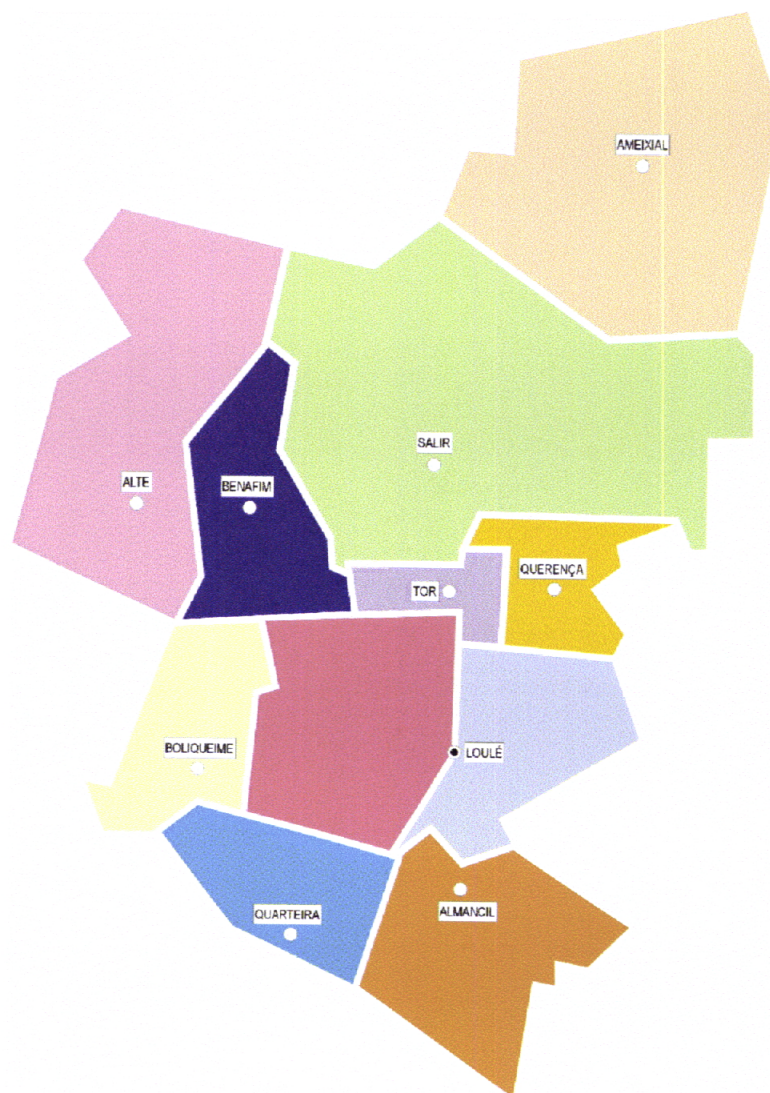 AMEIXIAL
SALIR
ALTE
BENAFIM
QUERENÇA
TOR
BOLIQUEIME
LOULÉ
QUARTEIRA
ALMANCIL